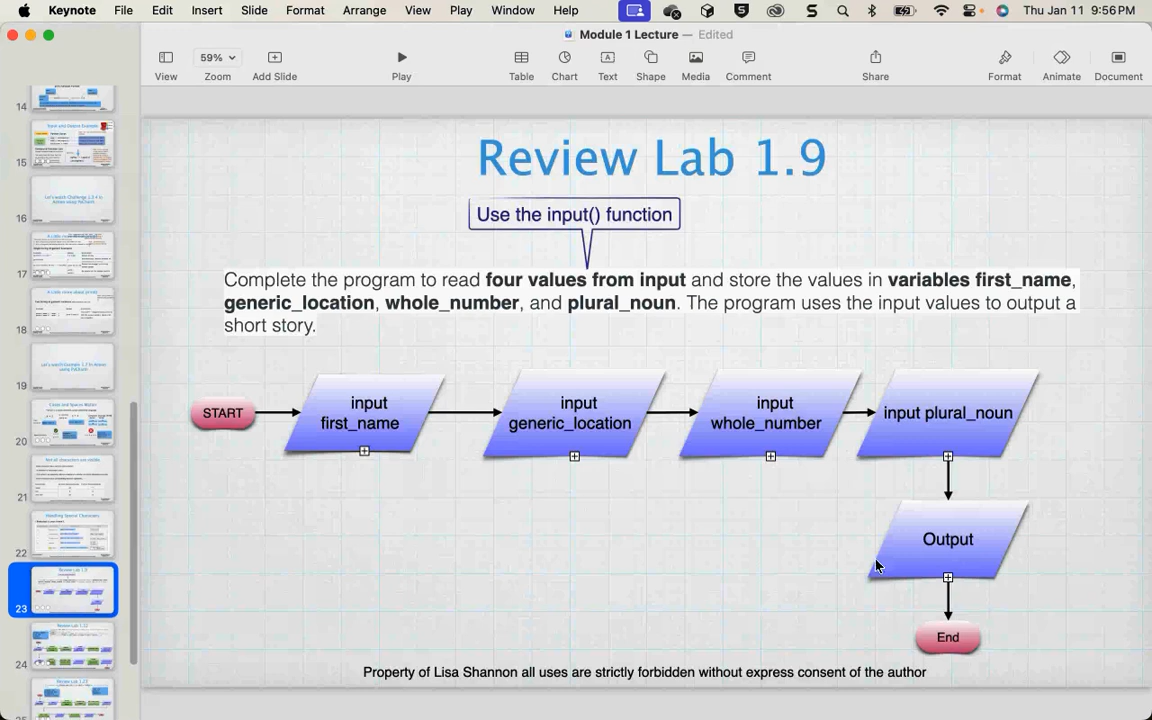 Keynote File Edit Insert Slide Format Arrange View Play Window Help Thu Jan 11 9:56 PM
Module 1 Lecture — Edited
59%
View Zoom Add Slide Play Table Chart Text Shape Media Comment Share Format Animate Document
14
15
16
17
18
19
20
21
22
23
24
Review Lab 1.9
Use the input() function
Complete the program to read four values from input and store the values in variables first_name,
generic_location, whole_number, and plural_noun. The program uses the input values to output a
short story.
START
input
first_name
input
generic_location
input
whole_number
input plural_noun
Output
End
Property of Lisa Shannon all uses are strictly forbidden without express consent of the author